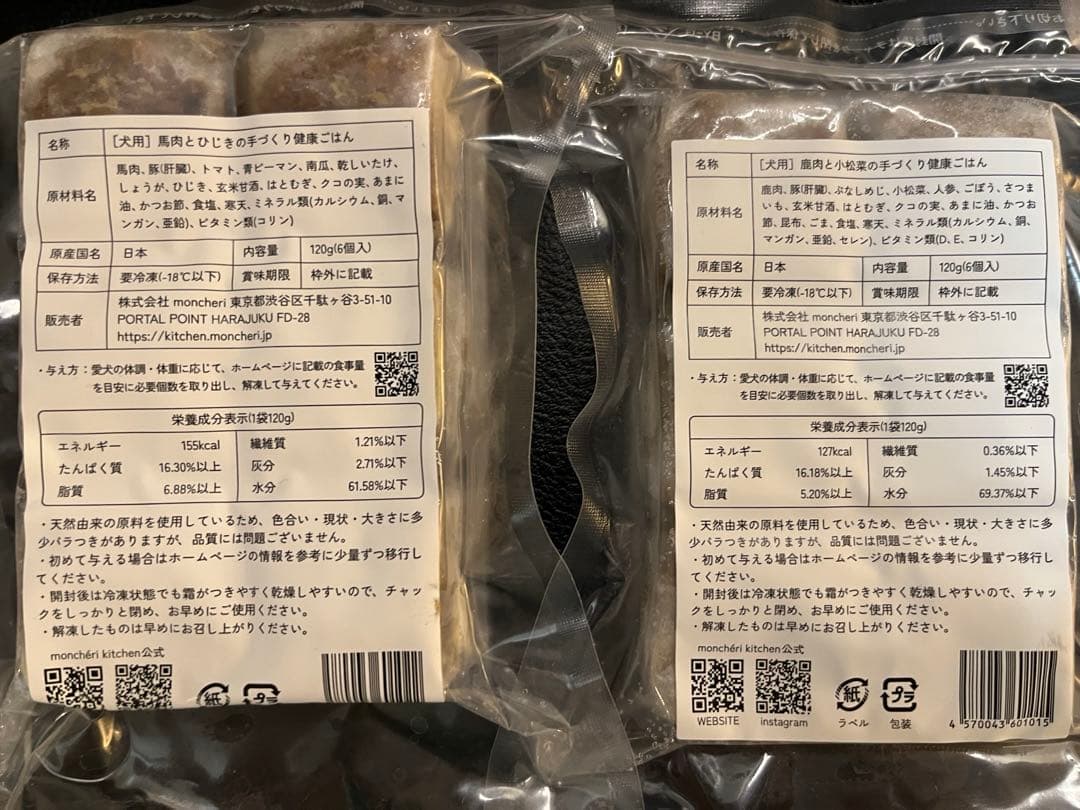 名称 [犬用] 馬肉とひじきの手づくり健康ごはん
原材料名
馬肉、豚(肝臓)、トマト、青ピーマン、南瓜、乾しいたけ、
しょうが、ひじき、玄米甘酒、はとむぎ、クコの実、あまに
油、かつお節、食塩、寒天、ミネラル類(カルシウム、銅、マ
ンガン、亜鉛)、ビタミン類(コリン)
原産国名 日本 内容量 120g(6個入)
保存方法 要冷凍(-18℃以下) 賞味期限 枠外に記載
販売者
株式会社 moncheri 東京都渋谷区千駄ヶ谷3-51-10
PORTAL POINT HARAJUKU FD-28
https://kitchen.moncheri.jp
・与え方：愛犬の体調・体重に応じて、ホームページに記載の食事量
を目安に必要個数を取り出し、解凍して与えてください。
栄養成分表示(1袋120g)
エネルギー 155kcal 繊維質 1.21%以下
たんぱく質 16.30%以上 灰分 2.71%以下
脂質 6.88%以上 水分 61.58%以下
・天然由来の原料を使用しているため、色合い・現状・大きさに多
少バラつきがありますが、品質には問題ございません。
・初めて与える場合はホームページの情報を参考に少量ずつ移行し
てください。
・開封後は冷凍状態でも霜がつきやすく乾燥しやすいので、チャッ
クをしっかりと閉め、お早めにご使用ください。
・解凍したものは早めにお召し上がりください。
monchéri kitchen公式
紙
プラ
名称 [犬用] 鹿肉と小松菜の手づくり健康ごはん
原材料名
鹿肉、豚(肝臓)、ぶなしめじ、小松菜、人参、ごぼう、さつま
いも、玄米甘酒、はとむぎ、クコの実、あまに油、かつお
節、昆布、ごま、食塩、寒天、ミネラル類(カルシウム、銅、
マンガン、亜鉛、セレン)、ビタミン類(D、E、コリン)
原産国名 日本 内容量 120g(6個入)
保存方法 要冷凍(-18℃以下) 賞味期限 枠外に記載
販売者
株式会社 moncheri 東京都渋谷区千駄ヶ谷3-51-10
PORTAL POINT HARAJUKU FD-28
https://kitchen.moncheri.jp
・与え方：愛犬の体調・体重に応じて、ホームページに記載の食事量
を目安に必要個数を取り出し、解凍して与えてください。
栄養成分表示(1袋120g)
エネルギー 127kcal 繊維質 0.36%以下
たんぱく質 16.18%以上 灰分 1.45%以下
脂質 5.20%以上 水分 69.37%以下
・天然由来の原料を使用しているため、色合い・現状・大きさに多
少バラつきがありますが、品質には問題ございません。
・初めて与える場合はホームページの情報を参考に少量ずつ移行し
てください。
・開封後は冷凍状態でも霜がつきやすく乾燥しやすいので、チャッ
クをしっかりと閉め、お早めにご使用ください。
・解凍したものは早めにお召し上がりください。
monchéri kitchen公式
紙
プラ
WEBSITE instagram ラベル 包装 4 570043 601015